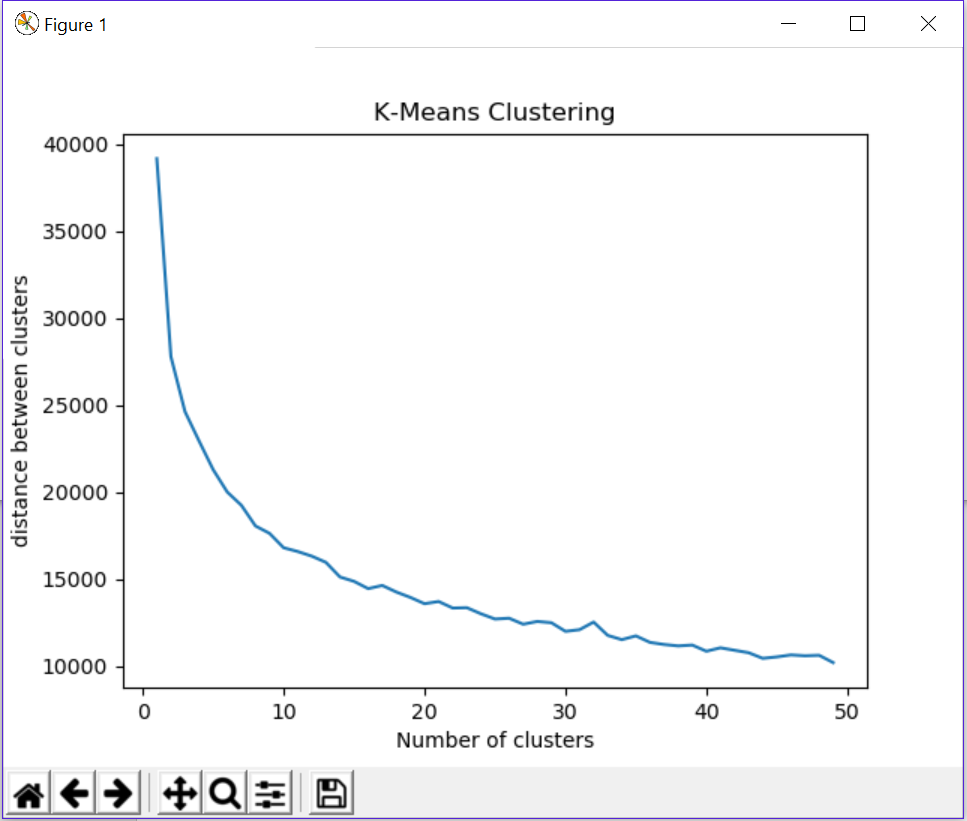 Figure 1
K-Means Clustering
40000
35000
30000
25000
20000
15000
10000
distance between clusters
0 10 20 30 40 50
Number of clusters